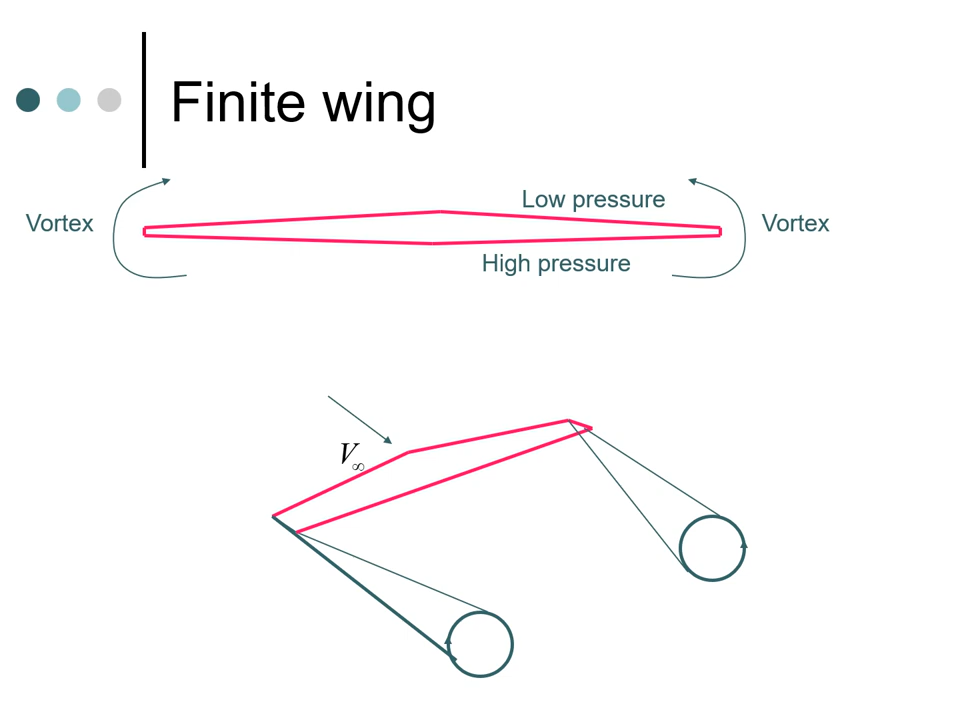 Finite wing
Low pressure
Vortex
Vortex
High pressure
V∞